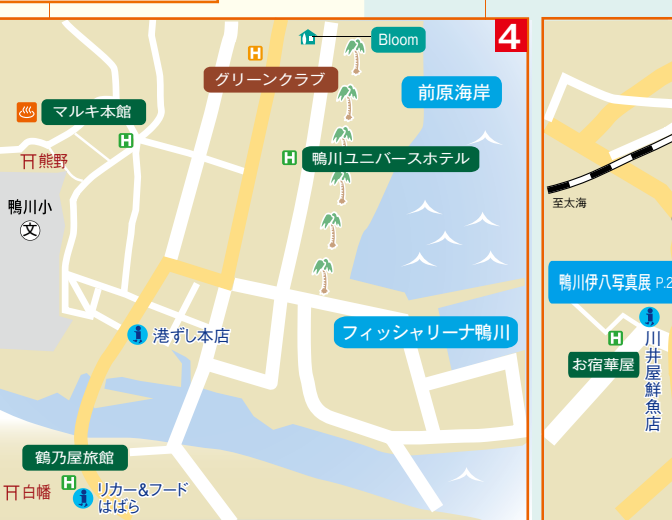 4
Bloom
H
グリーンクラブ
前原海岸
マルキ本館
H
熊野
H
鴨川ユニバースホテル
鴨川小
文
フィッシャリーナ鴨川
港ずし本店
鶴乃屋旅館
H
白幡
リカー&フード
はばら
至太海
鴨川伊八写真展 P.2
H
お宿華屋
川井屋鮮魚店